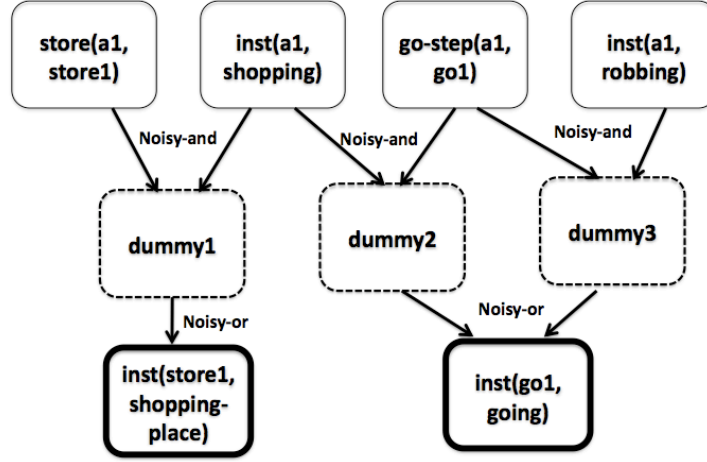 store(a1,
store1)
inst(a1,
shopping)
go-step(a1,
go1)
inst(a1,
robbing)
Noisy-and
Noisy-and
Noisy-and
dummy1
dummy2
dummy3
Noisy-or
Noisy-or
inst(store1,
shopping-
place)
inst(go1,
going)